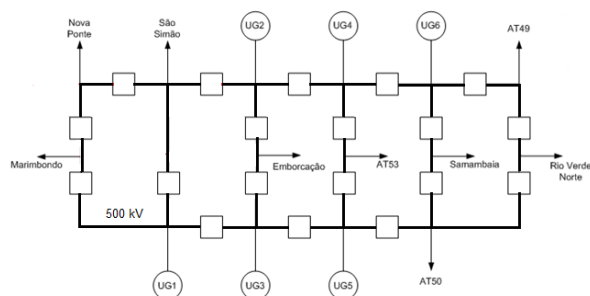 Nova
Ponte
São
Simão
UG2
UG4
UG6
AT49
Marimbondo
Emborcação
AT53
Samambaia
Rio Verde
Norte
500 kV
UG1
UG3
UG5
AT50